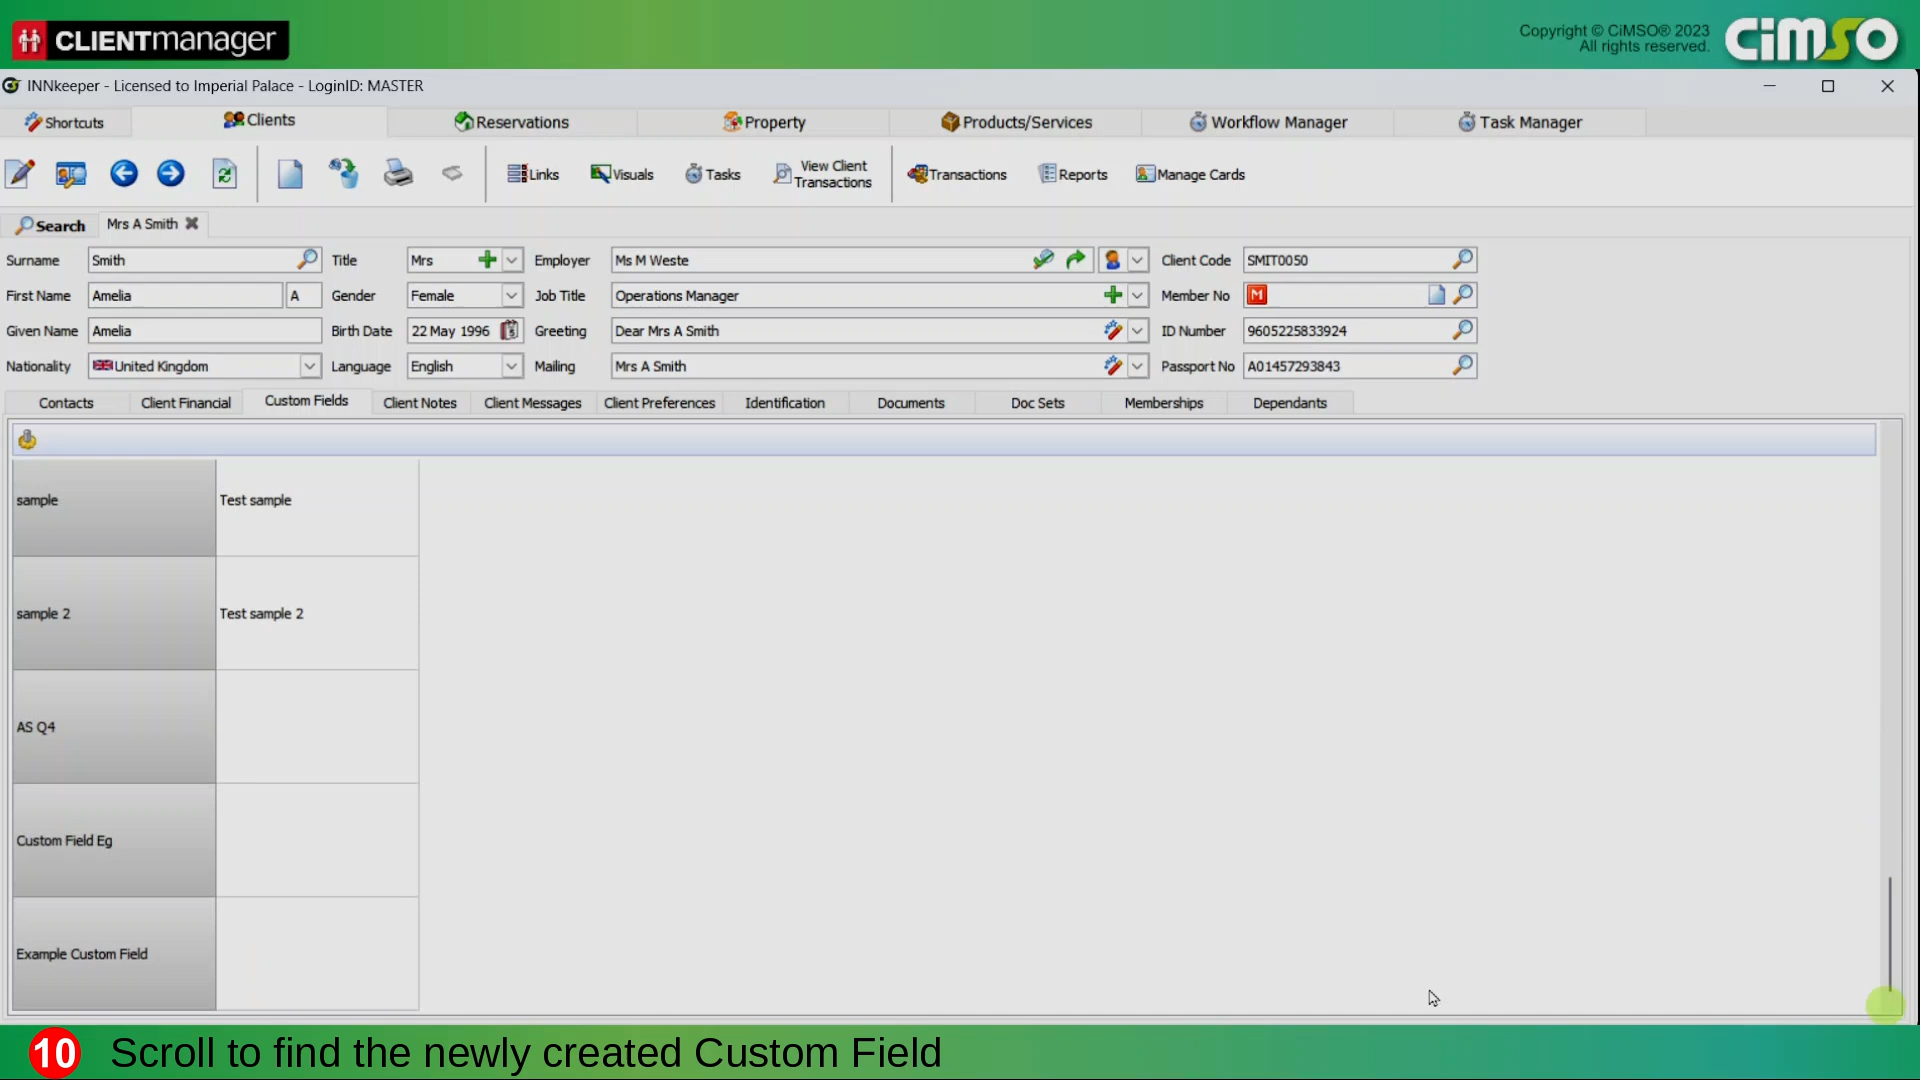 CLIENTmanager
Copyright © CiMSO® 2023
All rights reserved.
CiMSO
INNkeeper - Licensed to Imperial Palace - LoginID: MASTER
Shortcuts Clients Reservations Property Products/Services Workflow Manager Task Manager
Links Visuals Tasks View Client Transactions Transactions Reports Manage Cards
Search Mrs A Smith
Surname Smith Title Mrs Employer Ms M Weste Client Code SMIT0050
First Name Amelia A Gender Female Job Title Operations Manager Member No M
Given Name Amelia Birth Date 22 May 1996 Greeting Dear Mrs A Smith ID Number 9605225833924
Nationality United Kingdom Language English Mailing Mrs A Smith Passport No A01457293843
Contacts Client Financial Custom Fields Client Notes Client Messages Client Preferences Identification Documents Doc Sets Memberships Dependants
sample Test sample
sample 2 Test sample 2
AS Q4
Custom Field Eg
Example Custom Field
10 Scroll to find the newly created Custom Field